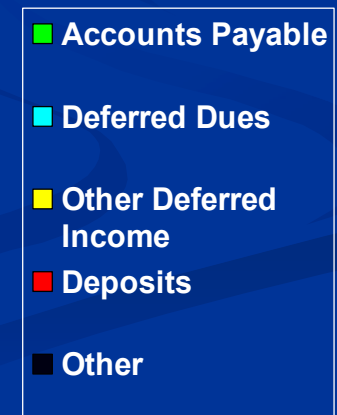 Accounts Payable
Deferred Dues
Other Deferred
Income
Deposits
Other